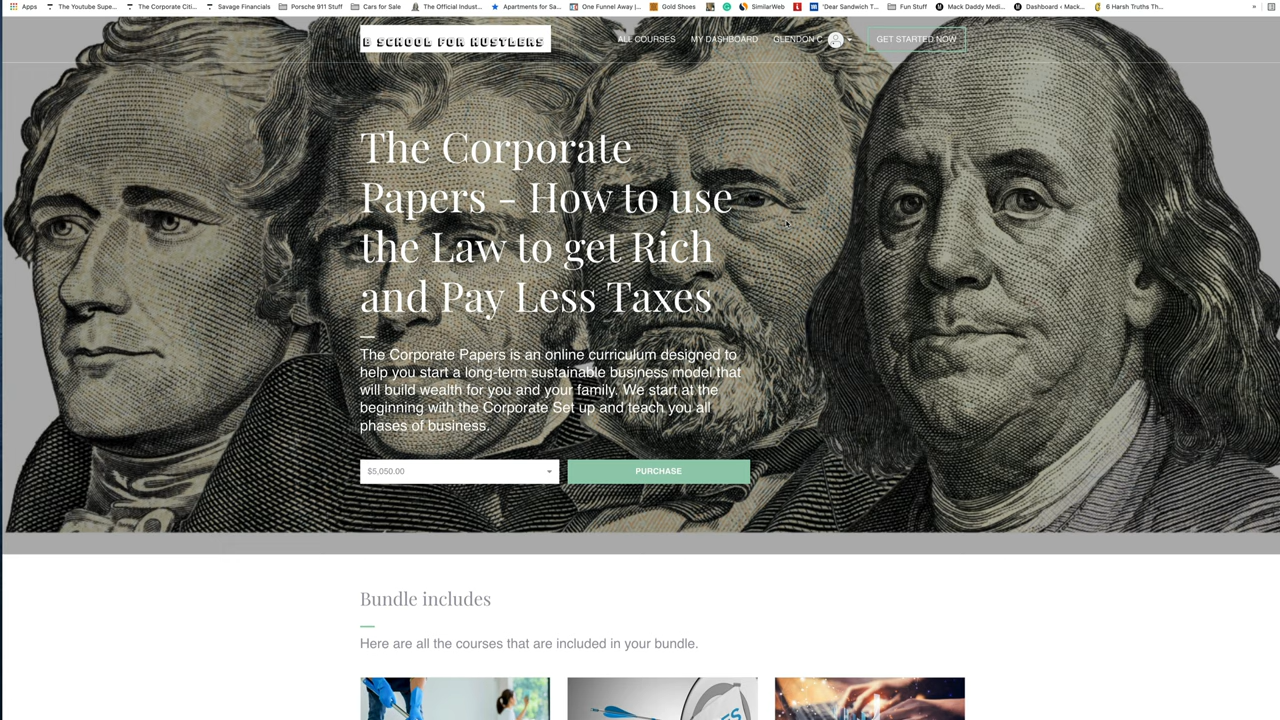 Apps
The Youtube Supe...
The Corporate Citi...
Savage Financials
Porsche 911 Stuff
Cars for Sale
The Official Indust...
Apartments for Sa...
One Funnel Away |...
Gold Shoes
SimilarWeb
"Dear Sandwich T...
Fun Stuff
Mack Daddy Medi...
Dashboard ‹ Mack...
6 Harsh Truths Th...
»
B SCHOOL FOR HUSTLERS
ALL COURSES
MY DASHBOARD
GLENDON C
GET STARTED NOW
The Corporate
Papers - How to use
the Law to get Rich
and Pay Less Taxes
The Corporate Papers is an online curriculum designed to
help you start a long-term sustainable business model that
will build wealth for you and your family. We start at the
beginning with the Corporate Set up and teach you all
phases of business.
$5,050.00
PURCHASE
Bundle includes
Here are all the courses that are included in your bundle.